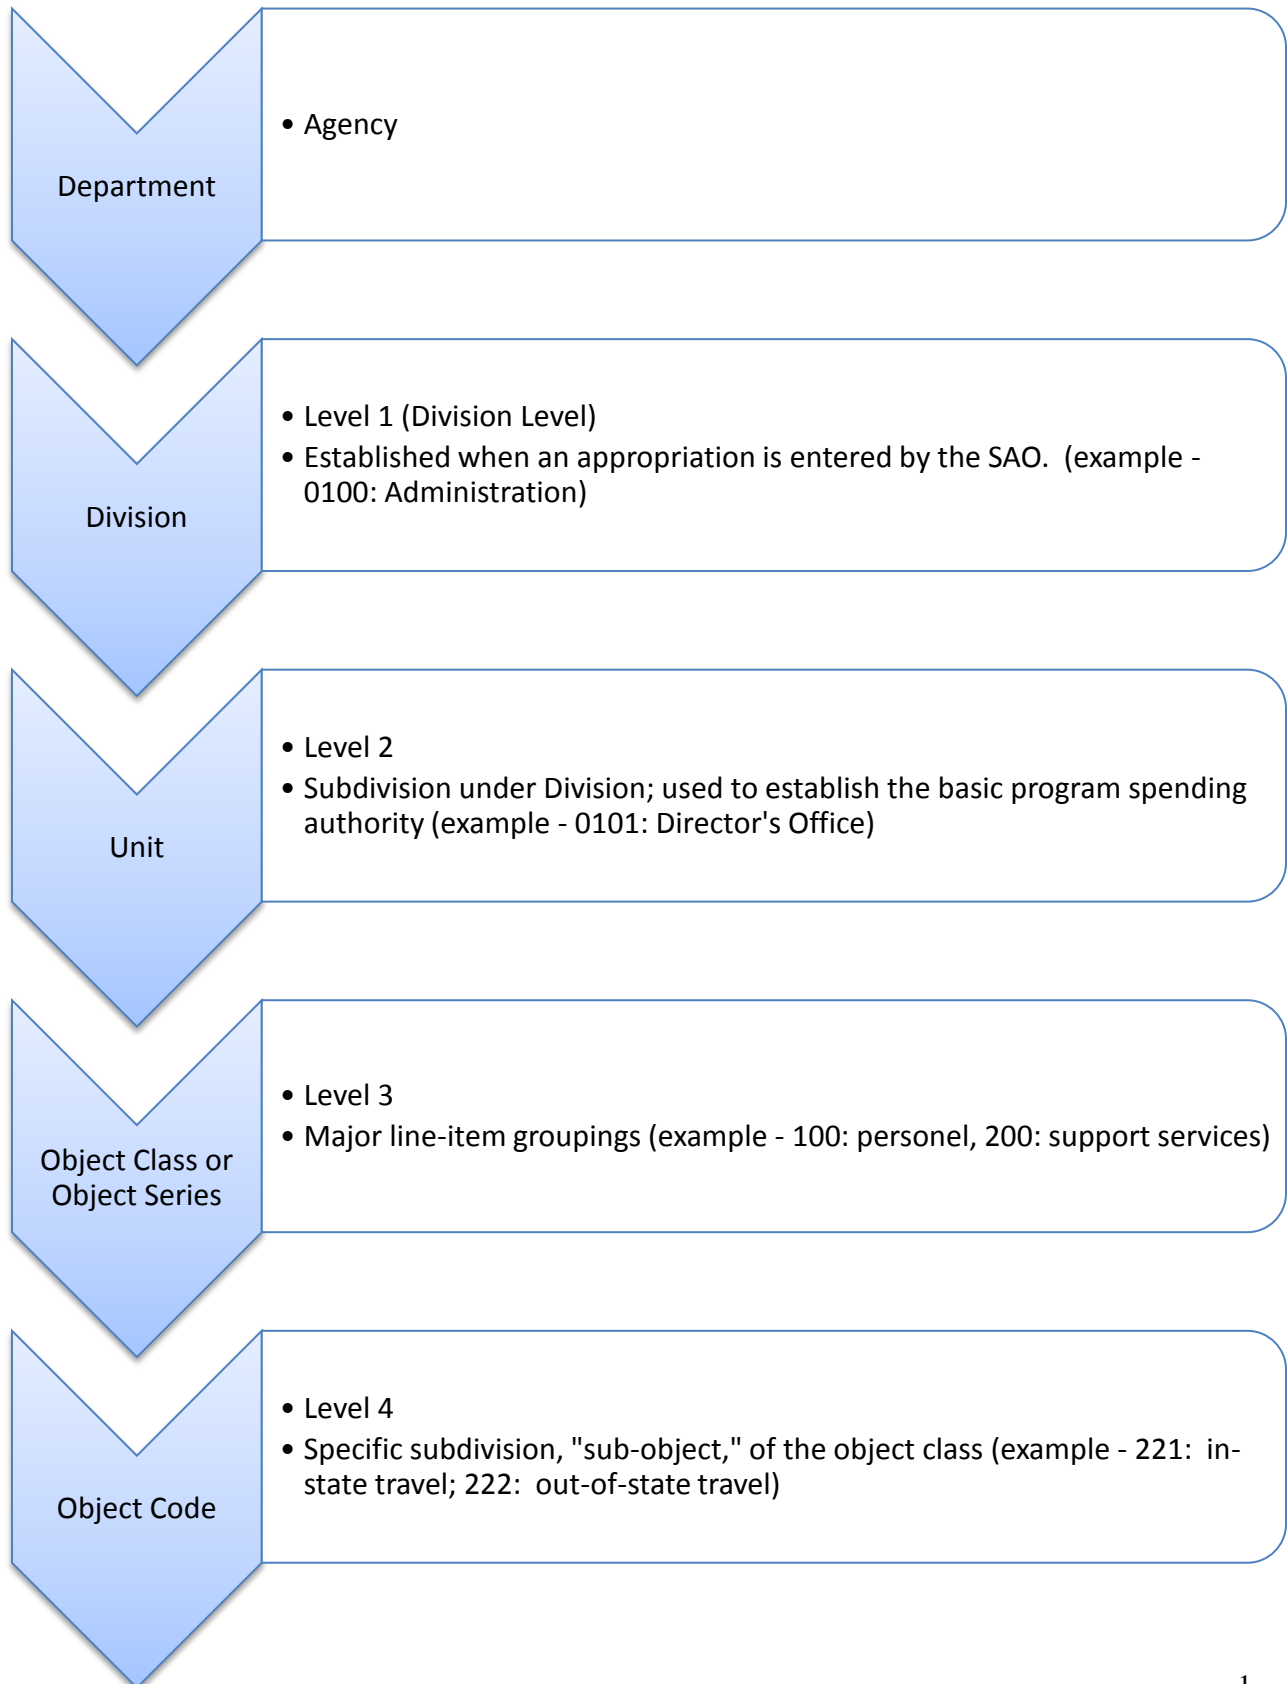 Department
• Agency
Division
• Level 1 (Division Level)
• Established when an appropriation is entered by the SAO.  (example -
0100: Administration)
Unit
• Level 2
• Subdivision under Division; used to establish the basic program spending
authority (example - 0101: Director's Office)
Object Class or
Object Series
• Level 3
• Major line-item groupings (example - 100: personel, 200: support services)
Object Code
• Level 4
• Specific subdivision, "sub-object," of the object class (example - 221:  in-
state travel; 222:  out-of-state travel)
1